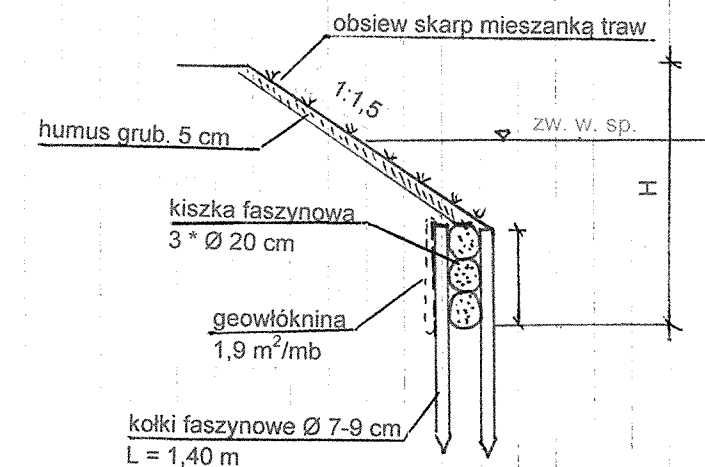 obsiew skarp mieszanką traw
1:1,5
zw. w. sp.
humus grub. 5 cm
H
kiszka faszynowa
3 * Ø 20 cm
geowłóknina
1,9 m²/mb
kołki faszynowe Ø 7-9 cm
L = 1,40 m